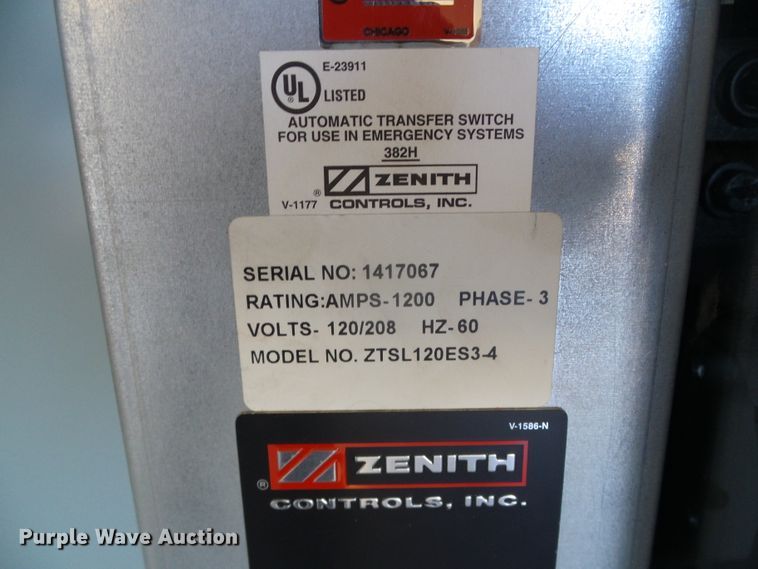 CHICAGO
E-23911
UL
®
LISTED
AUTOMATIC TRANSFER SWITCH
FOR USE IN EMERGENCY SYSTEMS
382H
® ZENITH
V-1177 CONTROLS, INC.
SERIAL NO: 1417067
RATING:AMPS-1200 PHASE- 3
VOLTS- 120/208 HZ-60
MODEL NO. ZTSL120ES3-4
V-1586-N
ZENITH
®
CONTROLS, INC.
Purple Wave Auction